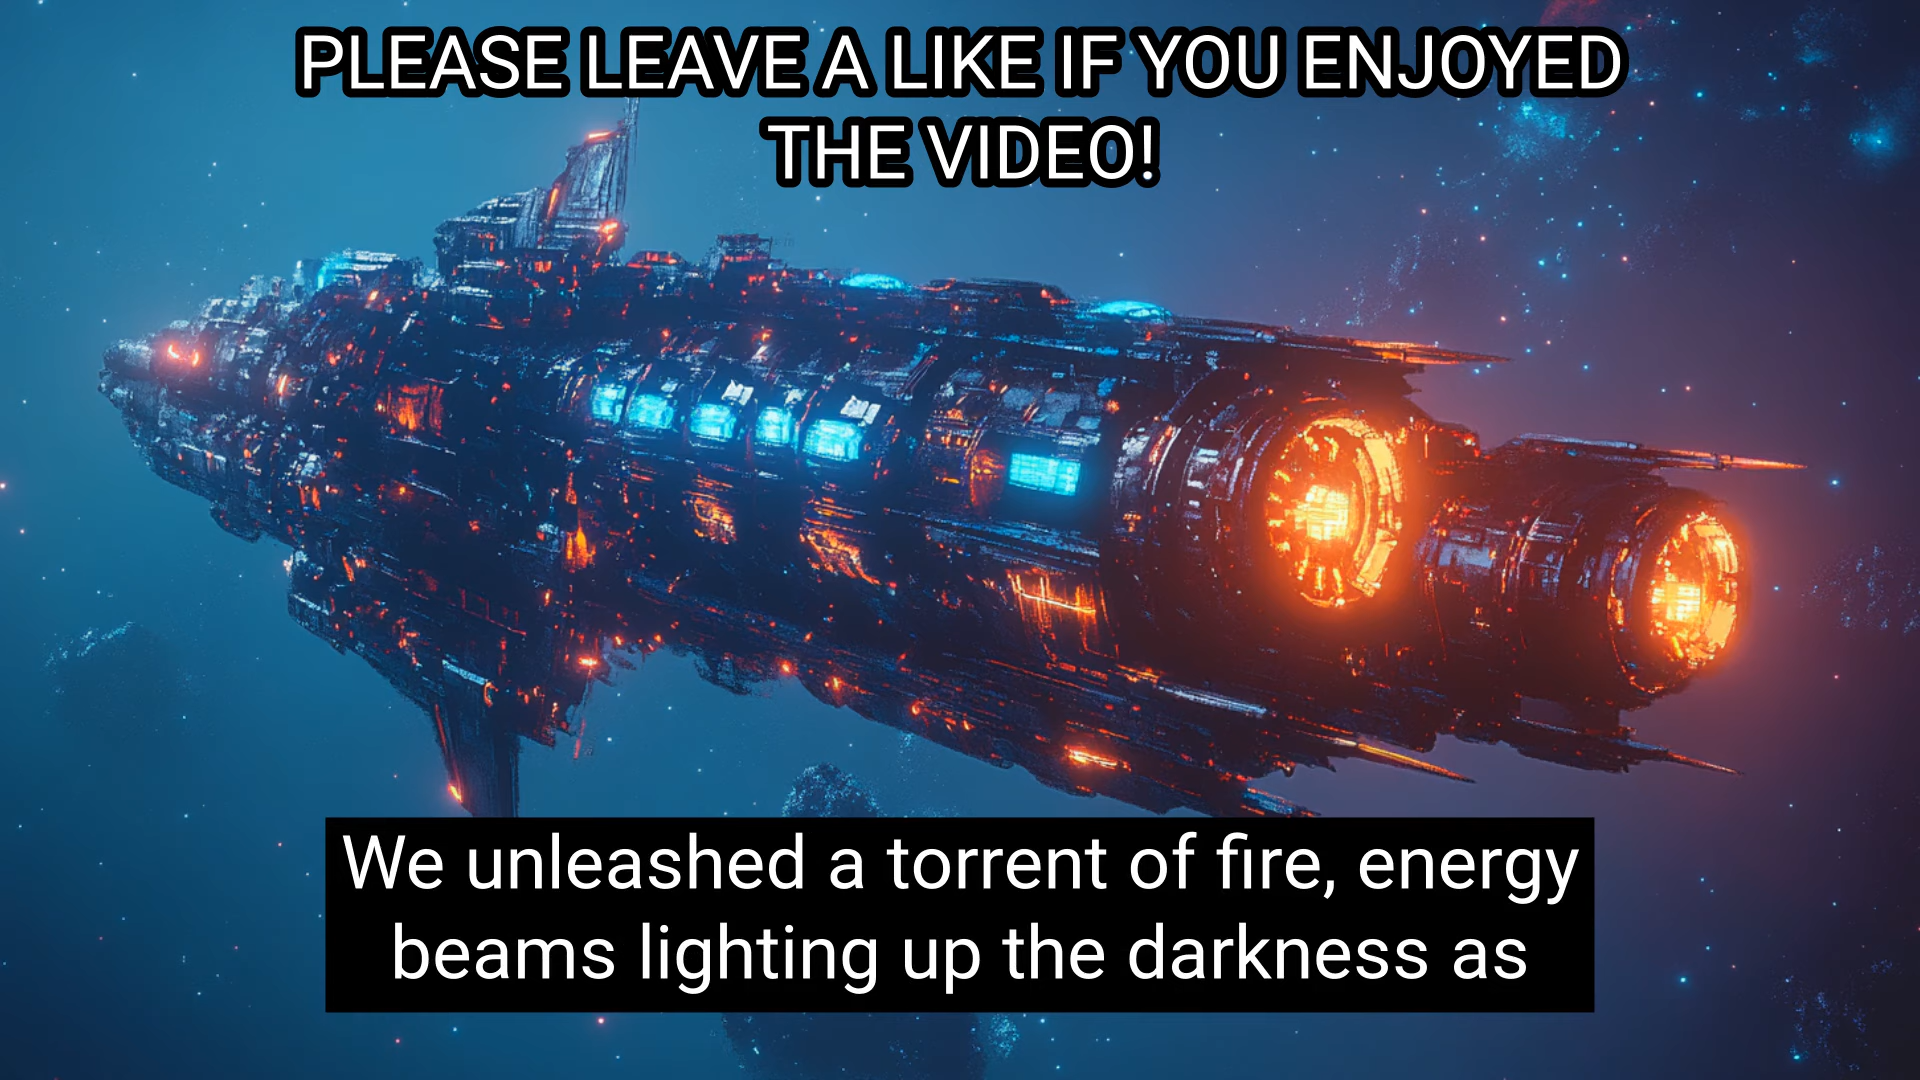 PLEASE LEAVE A LIKE IF YOU ENJOYED
THE VIDEO!
We unleashed a torrent of fire, energy
beams lighting up the darkness as